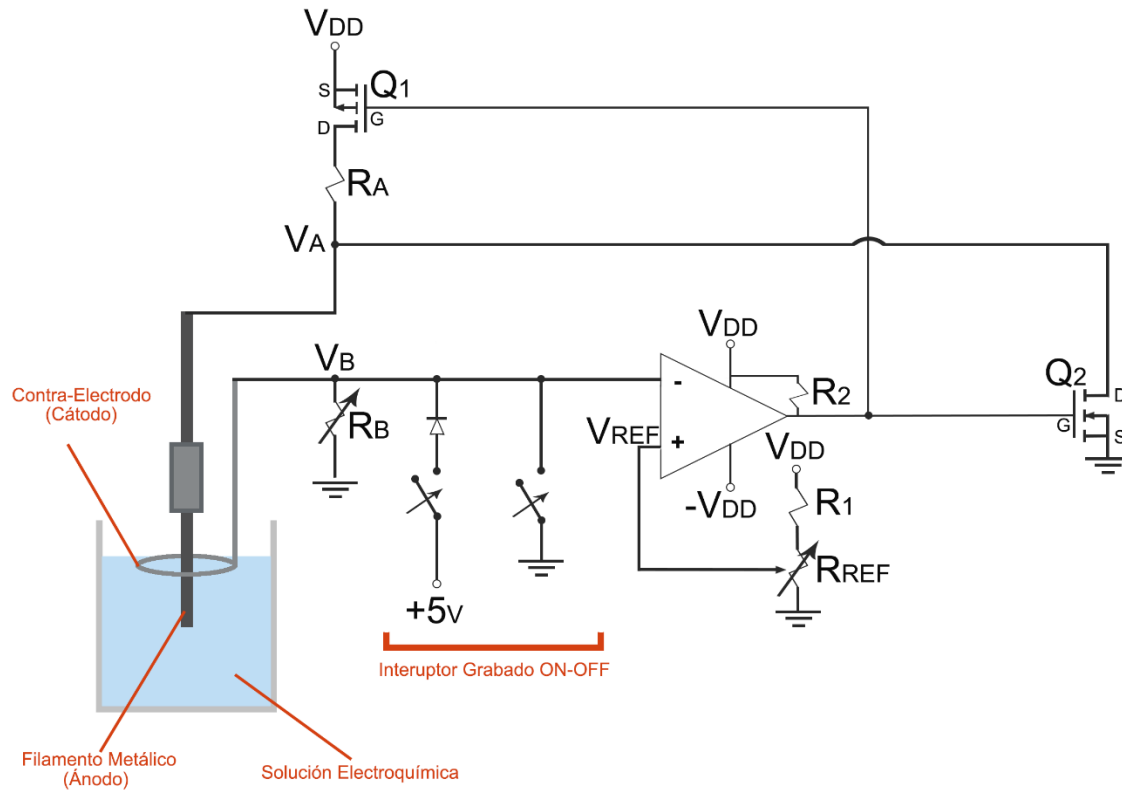 VDD
S
Q1
G
D
RA
VA
VDD
VB
Contra-Electrodo
(Cátodo)
-
R2
Q2
D
RB
VREF
+
G
S
VDD
-VDD
R1
RREF
+5V
Interuptor Grabado ON-OFF
Filamento Metálico
(Ánodo)
Solución Electroquímica